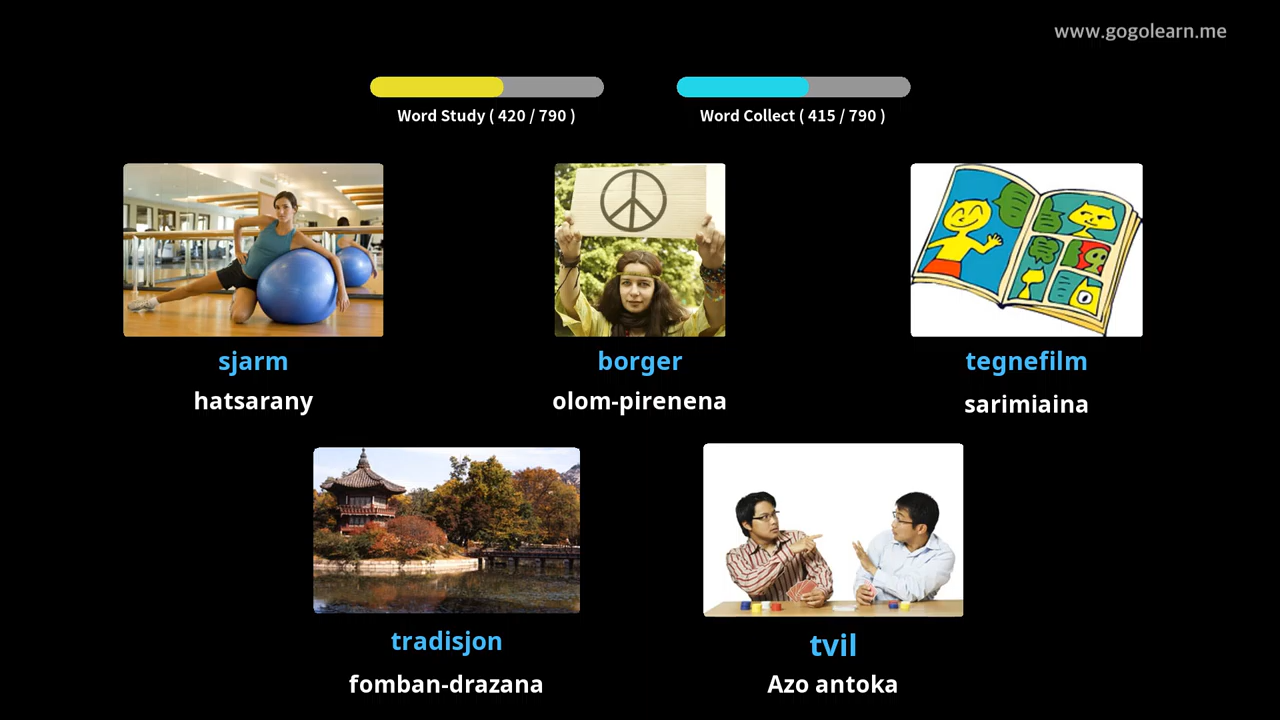 www.gogolearn.me
Word Study ( 420 / 790 )
Word Collect ( 415 / 790 )
sjarm
borger
tegnefilm
hatsarany
olom-pirenena
sarimiaina
tradisjon
tvil
fomban-drazana
Azo antoka